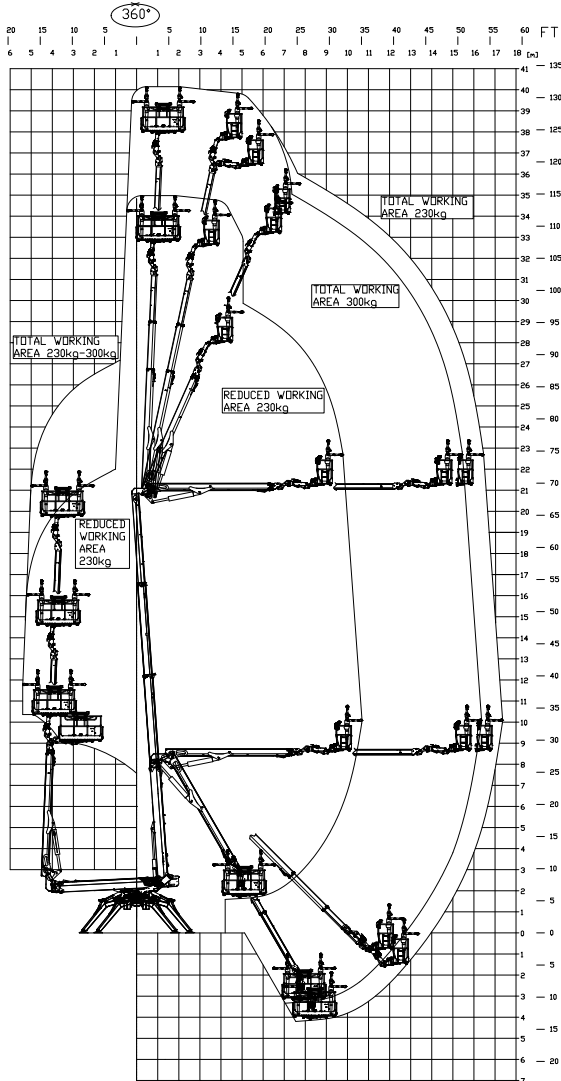 360°
20 15 10 5 5 10 15 20 25 30 35 40 45 50 55 60 FT
6 5 4 3 2 1 1 2 3 4 5 6 7 8 9 10 11 12 13 14 15 16 17 18 [m]
41 — 135
40
39 — 130
38 — 125
37
36 — 120
35 — 115
TOTAL WORKING
AREA 230kg
34
33 — 110
32 — 105
31
TOTAL WORKING
AREA 300kg
30 — 100
29 — 95
28
TOTAL WORKING
AREA 230kg-300kg
27 — 90
26 — 85
REDUCED WORKING
AREA 230kg
25
24 — 80
23 — 75
22
21 — 70
20 — 65
REDUCED
WORKING
AREA
230kg
19
18 — 60
17 — 55
16
15 — 50
14 — 45
13
12 — 40
11 — 35
10
9 — 30
8 — 25
7
6 — 20
5 — 15
4
3 — 10
2 — 5
1
0 — 0
1
2 — 5
3 — 10
4
5 — 15
6 — 20
7